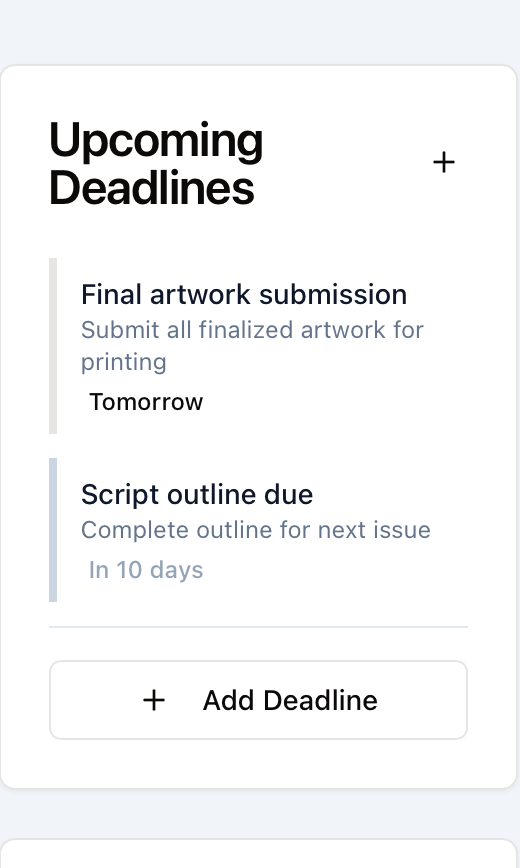 Upcoming
Deadlines
Final artwork submission
Submit all finalized artwork for
printing
Tomorrow
Script outline due
Complete outline for next issue
In 10 days
Add Deadline